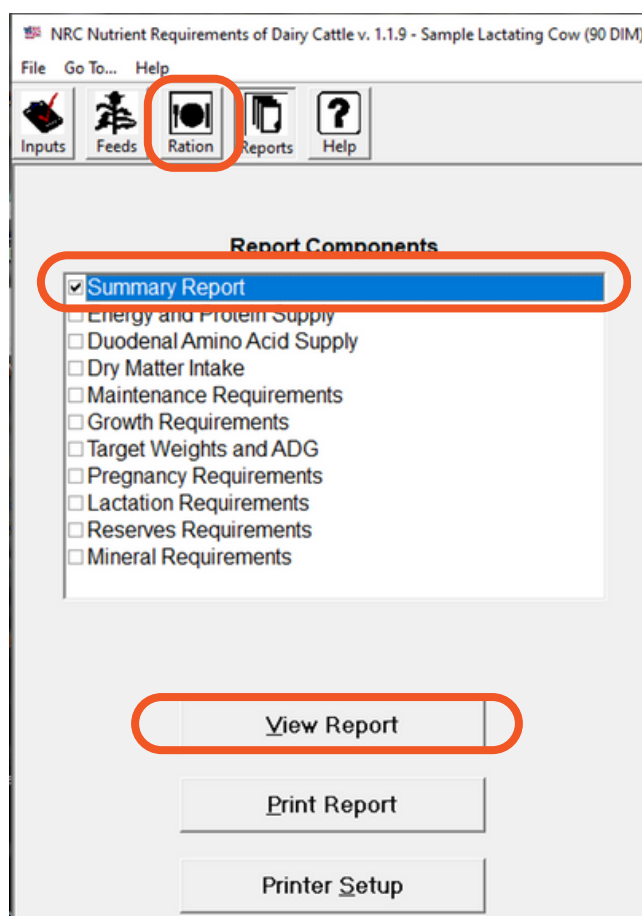 NRC Nutrient Requirements of Dairy Cattle v. 1.1.9 - Sample Lactating Cow (90 DIM)
File Go To... Help
Inputs Feeds Ration Reports Help
Report Components
Summary Report
Energy and Protein Supply
Duodenal Amino Acid Supply
Dry Matter Intake
Maintenance Requirements
Growth Requirements
Target Weights and ADG
Pregnancy Requirements
Lactation Requirements
Reserves Requirements
Mineral Requirements
View Report
Print Report
Printer Setup